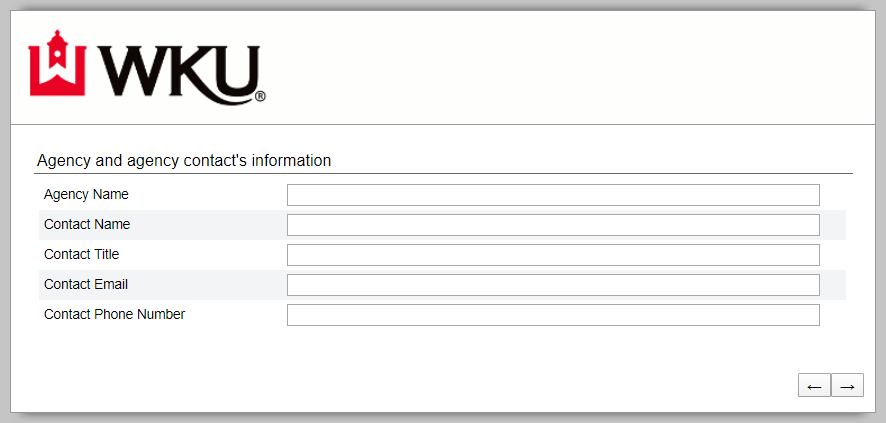 WKU®
Agency and agency contact's information
Agency Name
Contact Name
Contact Title
Contact Email
Contact Phone Number
← →